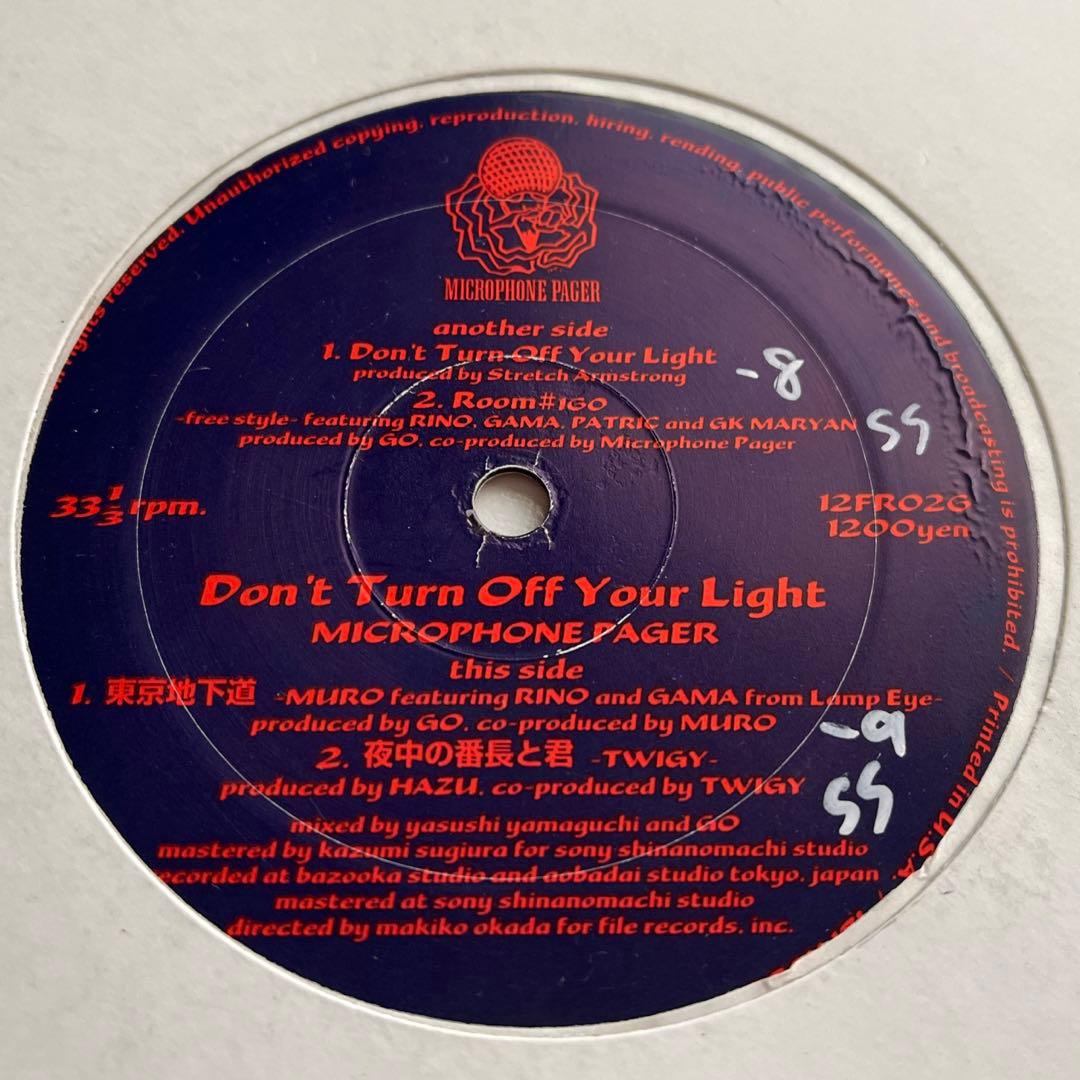 rights reserved. Unauthorized copying, reproduction, hiring, rending, public performance and broadcasting is prohibited. / Printed in U.S.A.
MICROPHONE PAGER
another side
1. Don't Turn Off Your Light
produced by Stretch Armstrong
-8
2. Room#1GO
-free style- featuring RINO, GAMA, PATRIC and GK MARYAN
SS
produced by GO, co-produced by Microphone Pager
33 1/3 rpm.
12FR026
1200yen
Don't Turn Off Your Light
MICROPHONE PAGER
this side
1. 東京地下道 -MURO featuring RINO and GAMA from Lamp Eye-
produced by GO, co-produced by MURO
-9
2. 夜中の番長と君 -TWIGY-
produced by HAZU, co-produced by TWIGY
SS
mixed by yasushi yamaguchi and GO
mastered by kazumi sugiura for sony shinanomachi studio
recorded at bazooka studio and aobadai studio tokyo, japan
mastered at sony shinanomachi studio
directed by makiko okada for file records, inc.